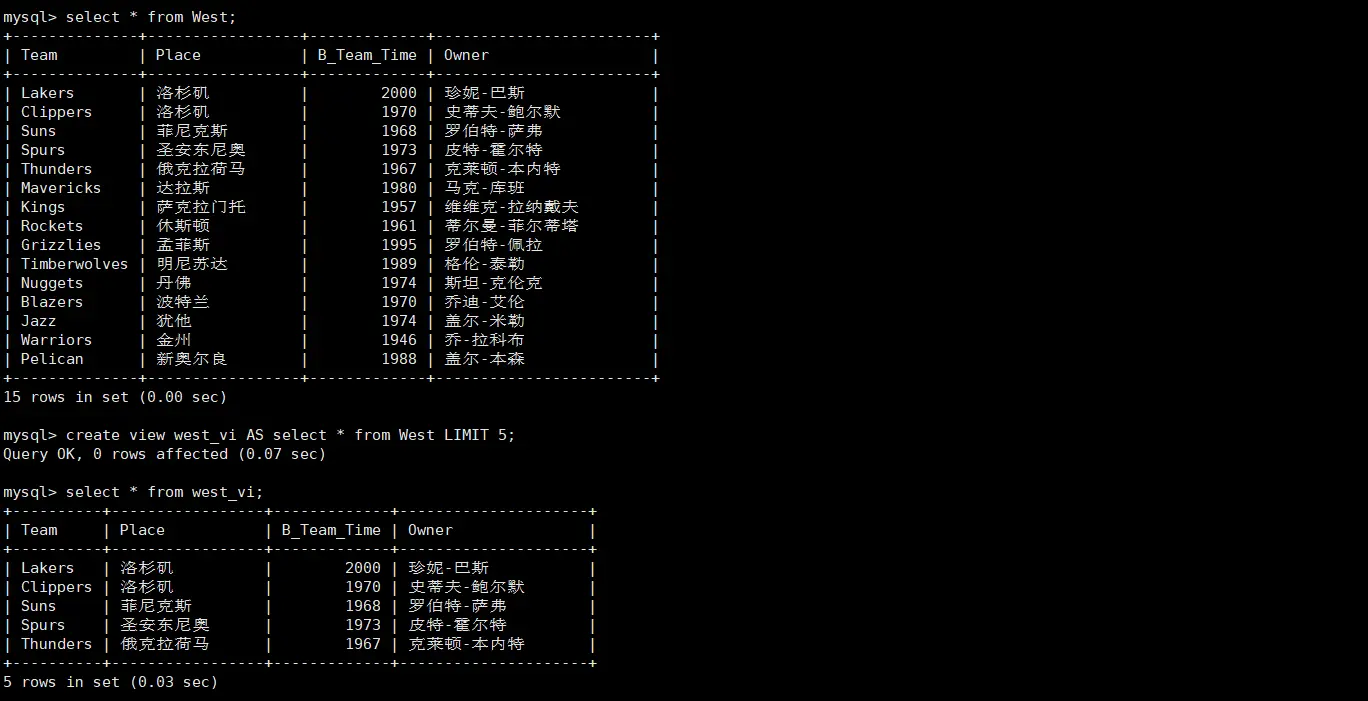 mysql> select * from West;
+--------------+-----------------+-------------+------------------------+
| Team         | Place           | B_Team_Time | Owner                  |
+--------------+-----------------+-------------+------------------------+
| Lakers       | 洛杉矶          |        2000 | 珍妮-巴斯              |
| Clippers     | 洛杉矶          |        1970 | 史蒂夫-鲍尔默          |
| Suns         | 菲尼克斯        |        1968 | 罗伯特-萨弗            |
| Spurs        | 圣安东尼奥      |        1973 | 皮特-霍尔特            |
| Thunders     | 俄克拉荷马      |        1967 | 克莱顿-本内特          |
| Mavericks    | 达拉斯          |        1980 | 马克-库班              |
| Kings        | 萨克拉门托      |        1957 | 维维克-拉纳戴夫        |
| Rockets      | 休斯顿          |        1961 | 蒂尔曼-菲尔蒂塔        |
| Grizzlies    | 孟菲斯          |        1995 | 罗伯特-佩拉            |
| Timberwolves | 明尼苏达        |        1989 | 格伦-泰勒              |
| Nuggets      | 丹佛            |        1974 | 斯坦-克伦克            |
| Blazers      | 波特兰          |        1970 | 乔迪-艾伦              |
| Jazz         | 犹他            |        1974 | 盖尔-米勒              |
| Warriors     | 金州            |        1946 | 乔-拉科布              |
| Pelican      | 新奥尔良        |        1988 | 盖尔-本森              |
+--------------+-----------------+-------------+------------------------+
15 rows in set (0.00 sec)
mysql> create view west_vi AS select * from West LIMIT 5;
Query OK, 0 rows affected (0.07 sec)
mysql> select * from west_vi;
+----------+-----------------+-------------+---------------------+
| Team     | Place           | B_Team_Time | Owner               |
+----------+-----------------+-------------+---------------------+
| Lakers   | 洛杉矶          |        2000 | 珍妮-巴斯           |
| Clippers | 洛杉矶          |        1970 | 史蒂夫-鲍尔默       |
| Suns     | 菲尼克斯        |        1968 | 罗伯特-萨弗         |
| Spurs    | 圣安东尼奥      |        1973 | 皮特-霍尔特         |
| Thunders | 俄克拉荷马      |        1967 | 克莱顿-本内特       |
+----------+-----------------+-------------+---------------------+
5 rows in set (0.03 sec)